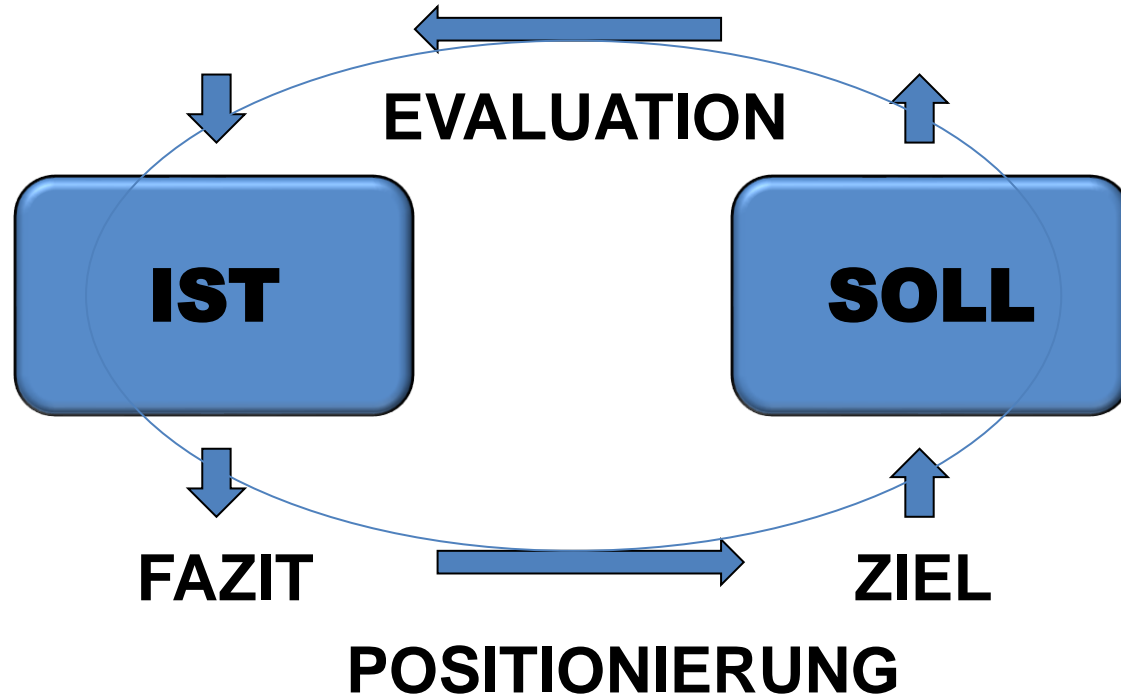 EVALUATION
IST
SOLL
FAZIT
ZIEL
POSITIONIERUNG